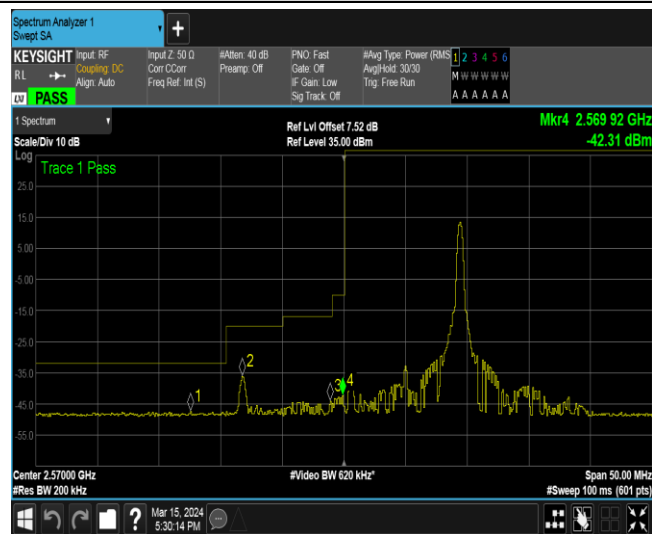 Spectrum Analyzer 1
Swept SA
+
KEYSIGHT Input: RF Input Z: 50 Ω #Atten: 40 dB PNO: Fast #Avg Type: Power (RMS 1 2 3 4 5 6
RL Coupling: DC Corr CCorr Preamp: Off Gate: Off Avg|Hold: 30/30 M W W W W W
Align: Auto Freq Ref: Int (S) IF Gain: Low Trig: Free Run
Sig Track: Off A A A A A A
LXI PASS
1 Spectrum Ref Lvl Offset 7.52 dB Mkr4 2.569 92 GHz
Scale/Div 10 dB Ref Level 35.00 dBm -42.31 dBm
Log
Trace 1 Pass
25.0
15.0
5.00
-5.00
-15.0
-25.0
-35.0
-45.0
-55.0
1
2
3
4
Center 2.57000 GHz #Video BW 620 kHz* Span 50.00 MHz
#Res BW 200 kHz #Sweep 100 ms (601 pts)
? Mar 15, 2024
5:30:14 PM